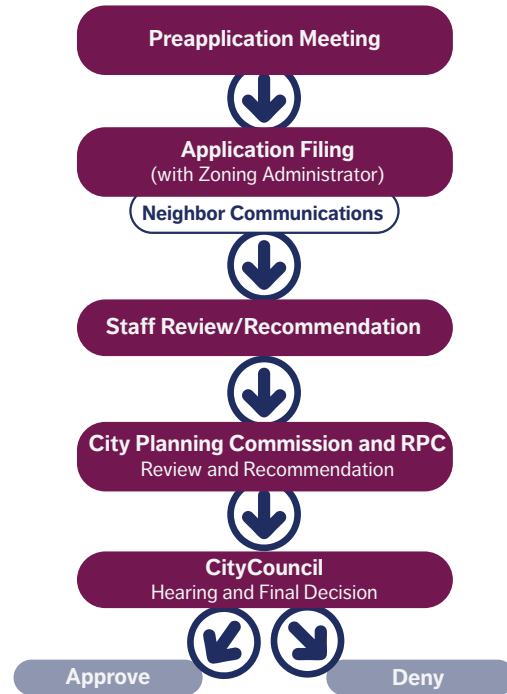 Preapplication Meeting
Application Filing
(with Zoning Administrator)
Neighbor Communications
Staff Review/Recommendation
City Planning Commission and RPC
Review and Recommendation
CityCouncil
Hearing and Final Decision
Approve
Deny